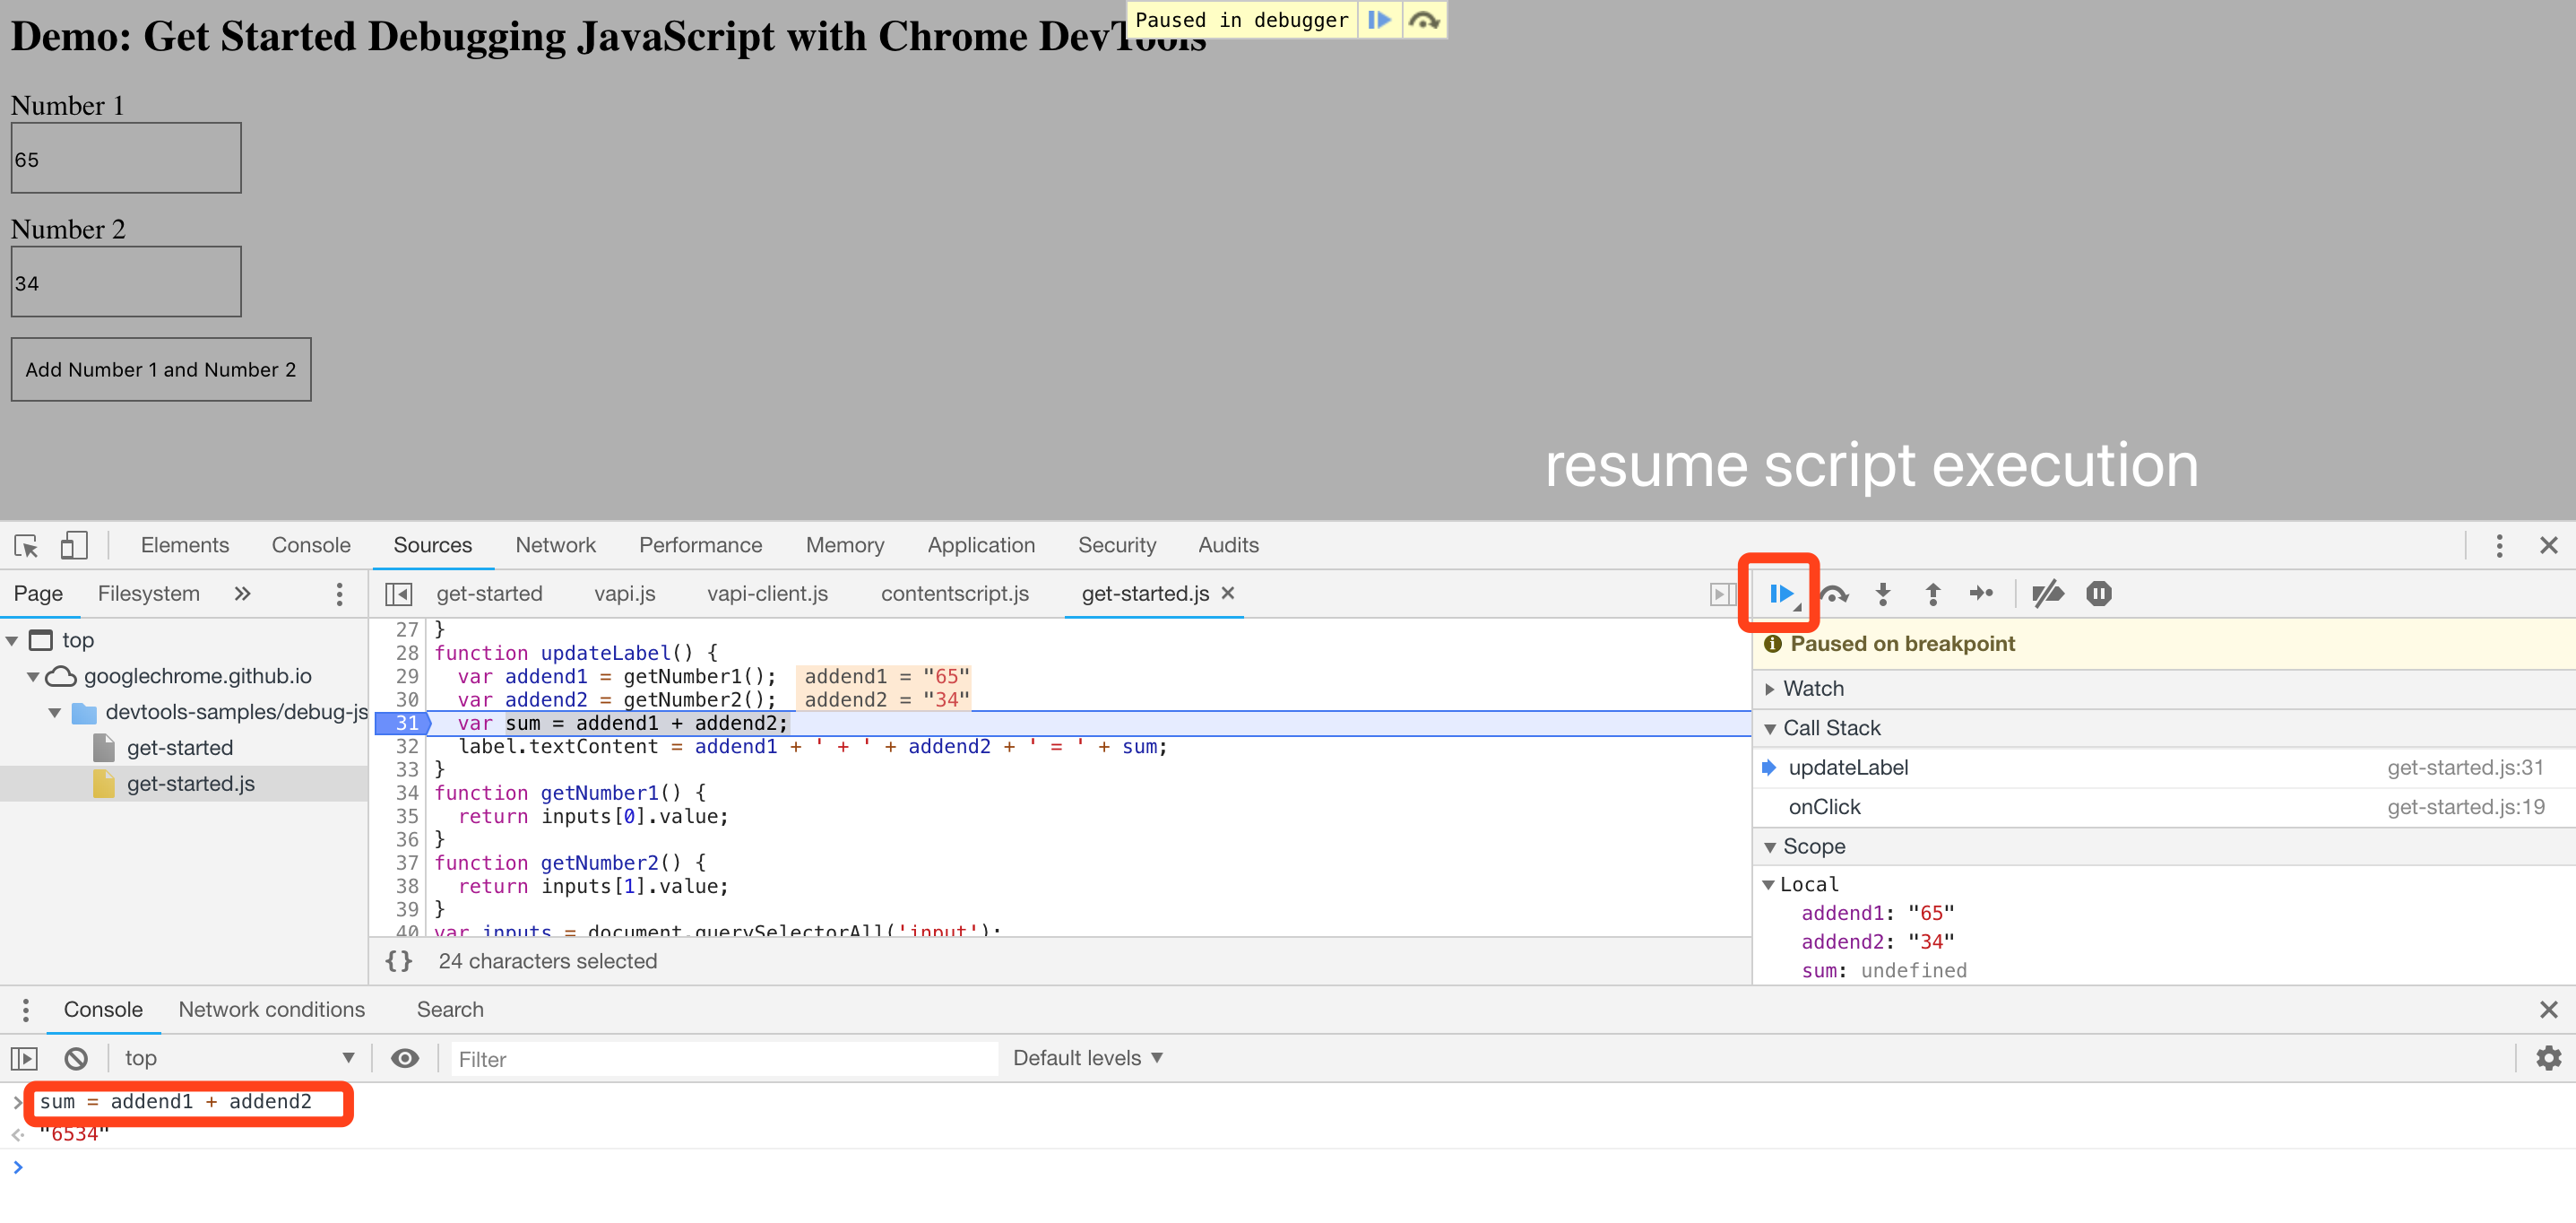 Paused in debugger
Demo: Get Started Debugging JavaScript with Chrome DevTools
Number 1
65
Number 2
34
Add Number 1 and Number 2
resume script execution
Elements Console Sources Network Performance Memory Application Security Audits
Page Filesystem »
get-started vapi.js vapi-client.js contentscript.js get-started.js ×
top
googlechrome.github.io
devtools-samples/debug-js
get-started
get-started.js
27 }
28 function updateLabel() {
29 var addend1 = getNumber1(); addend1 = "65"
30 var addend2 = getNumber2(); addend2 = "34"
31 var sum = addend1 + addend2;
32 label.textContent = addend1 + ' + ' + addend2 + ' = ' + sum;
33 }
34 function getNumber1() {
35 return inputs[0].value;
36 }
37 function getNumber2() {
38 return inputs[1].value;
39 }
40 var inputs = document.querySelectorAll('input');
{} 24 characters selected
Paused on breakpoint
Watch
Call Stack
updateLabel get-started.js:31
onClick get-started.js:19
Scope
Local
addend1: "65"
addend2: "34"
sum: undefined
Console Network conditions Search
top Filter Default levels
> sum = addend1 + addend2
"6534"
>